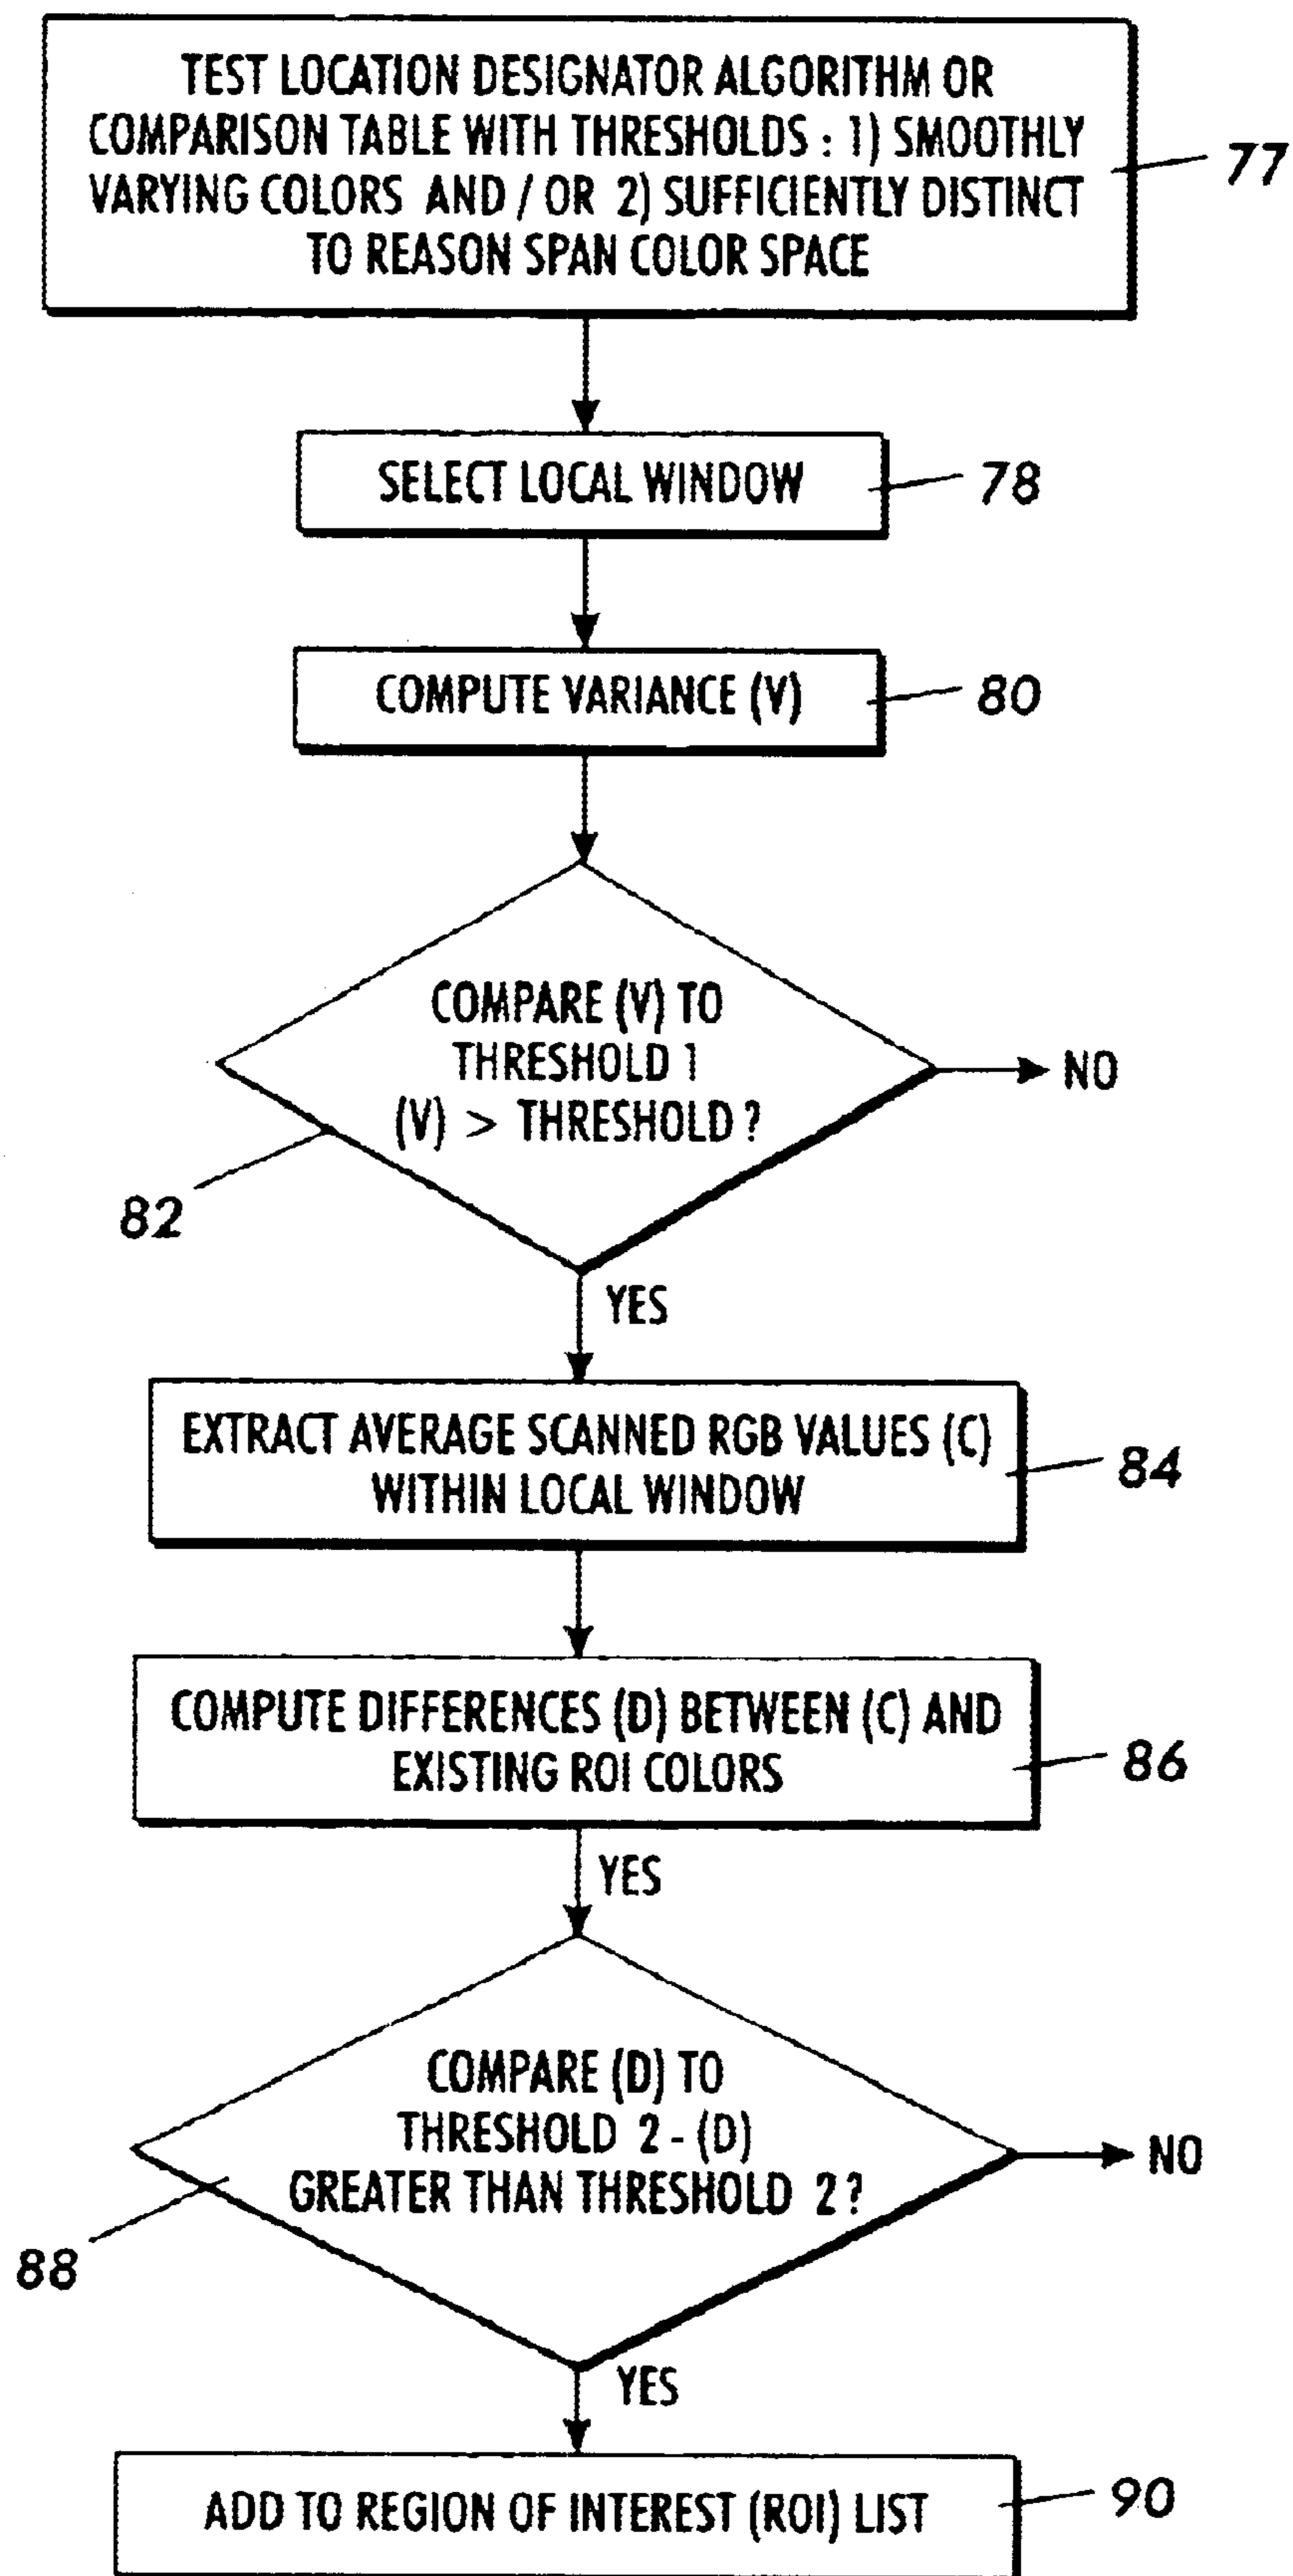 TEST LOCATION DESIGNATOR ALGORITHM OR
COMPARISON TABLE WITH THRESHOLDS : 1) SMOOTHLY
VARYING COLORS AND / OR 2) SUFFICIENTLY DISTINCT
TO REASON SPAN COLOR SPACE
77
SELECT LOCAL WINDOW
78
COMPUTE VARIANCE (V)
80
COMPARE (V) TO
THRESHOLD 1
(V) > THRESHOLD ?
NO
82
YES
EXTRACT AVERAGE SCANNED RGB VALUES (C)
WITHIN LOCAL WINDOW
84
COMPUTE DIFFERENCES (D) BETWEEN (C) AND
EXISTING ROI COLORS
86
YES
COMPARE (D) TO
THRESHOLD 2 - (D)
GREATER THAN THRESHOLD 2 ?
NO
88
YES
ADD TO REGION OF INTEREST (ROI) LIST
90